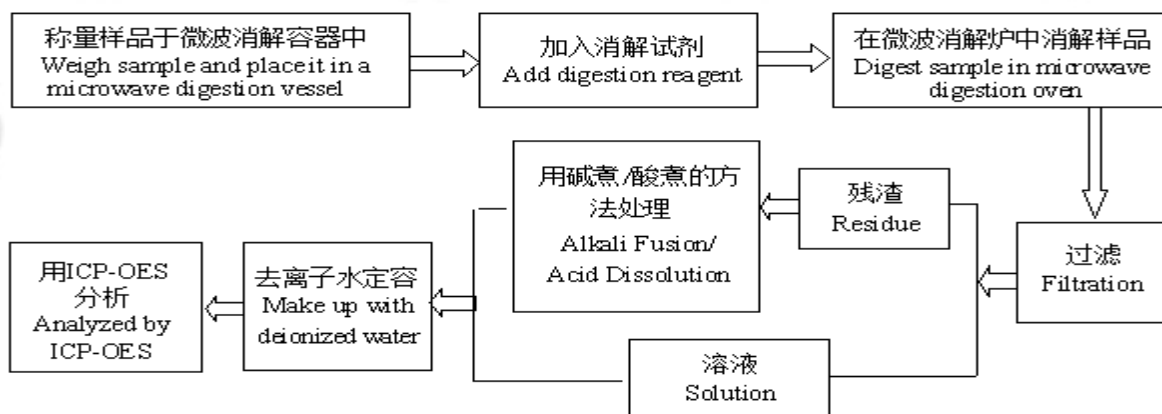 称量样品于微波消解容器中
Weigh sample and place it in a
microwave digestion vessel
加入消解试剂
Add digestion reagent
在微波消解炉中消解样品
Digest sample in microwave
digestion oven
过滤
Filtration
残渣
Residue
用碱煮/酸煮的方
法处理
Alkali Fusion/
Acid Dissolution
溶液
Solution
去离子水定容
Make up with
deionized water
用ICP-OES
分析
Analyzed by
ICP-OES